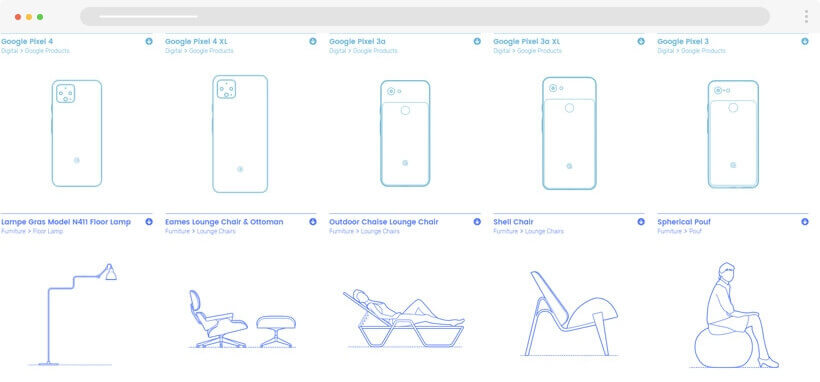 Google Pixel 4
Digital > Google Products
Google Pixel 4 XL
Digital > Google Products
Google Pixel 3a
Digital > Google Products
Google Pixel 3a XL
Digital > Google Products
Google Pixel 3
Digital > Google Products
Lampe Gras Model N411 Floor Lamp
Furniture > Floor Lamp
Eames Lounge Chair & Ottoman
Furniture > Lounge Chairs
Outdoor Chaise Lounge Chair
Furniture > Lounge Chairs
Shell Chair
Furniture > Lounge Chairs
Spherical Pouf
Furniture > Pouf